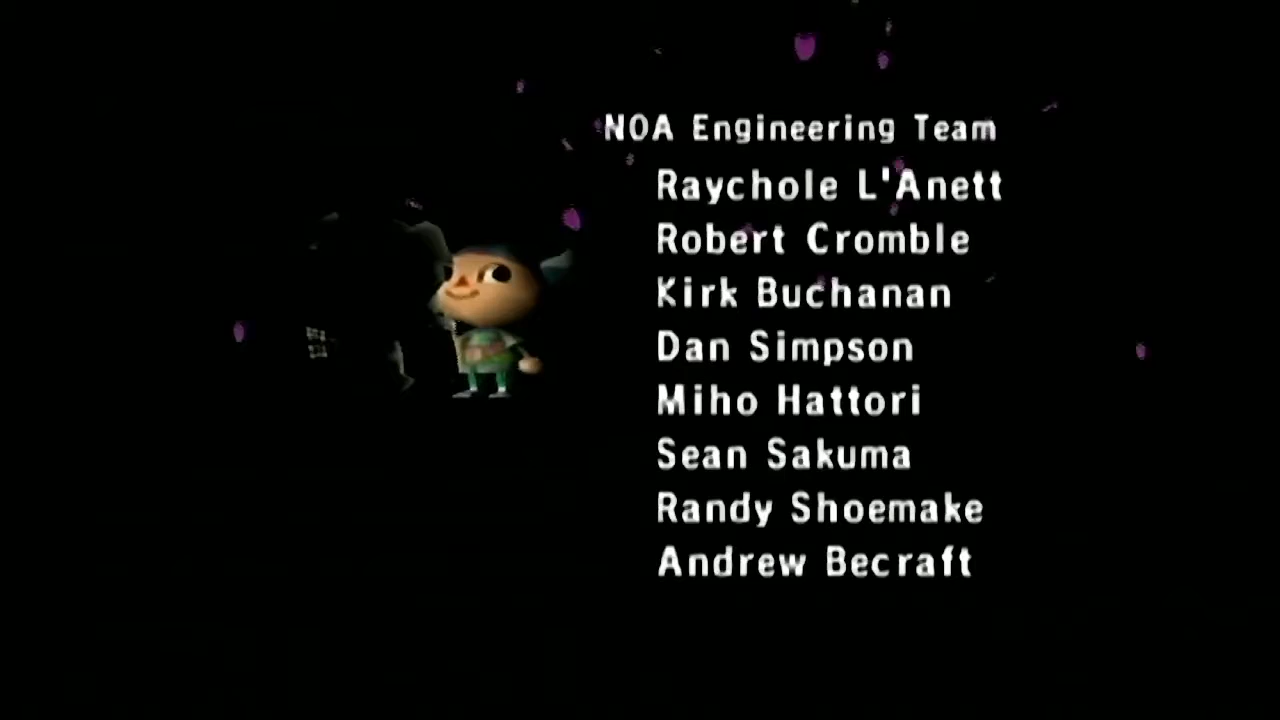 NOA Engineering Team
Raychole L'Anett
Robert Cromble
Kirk Buchanan
Dan Simpson
Miho Hattori
Sean Sakuma
Randy Shoemake
Andrew Becraft